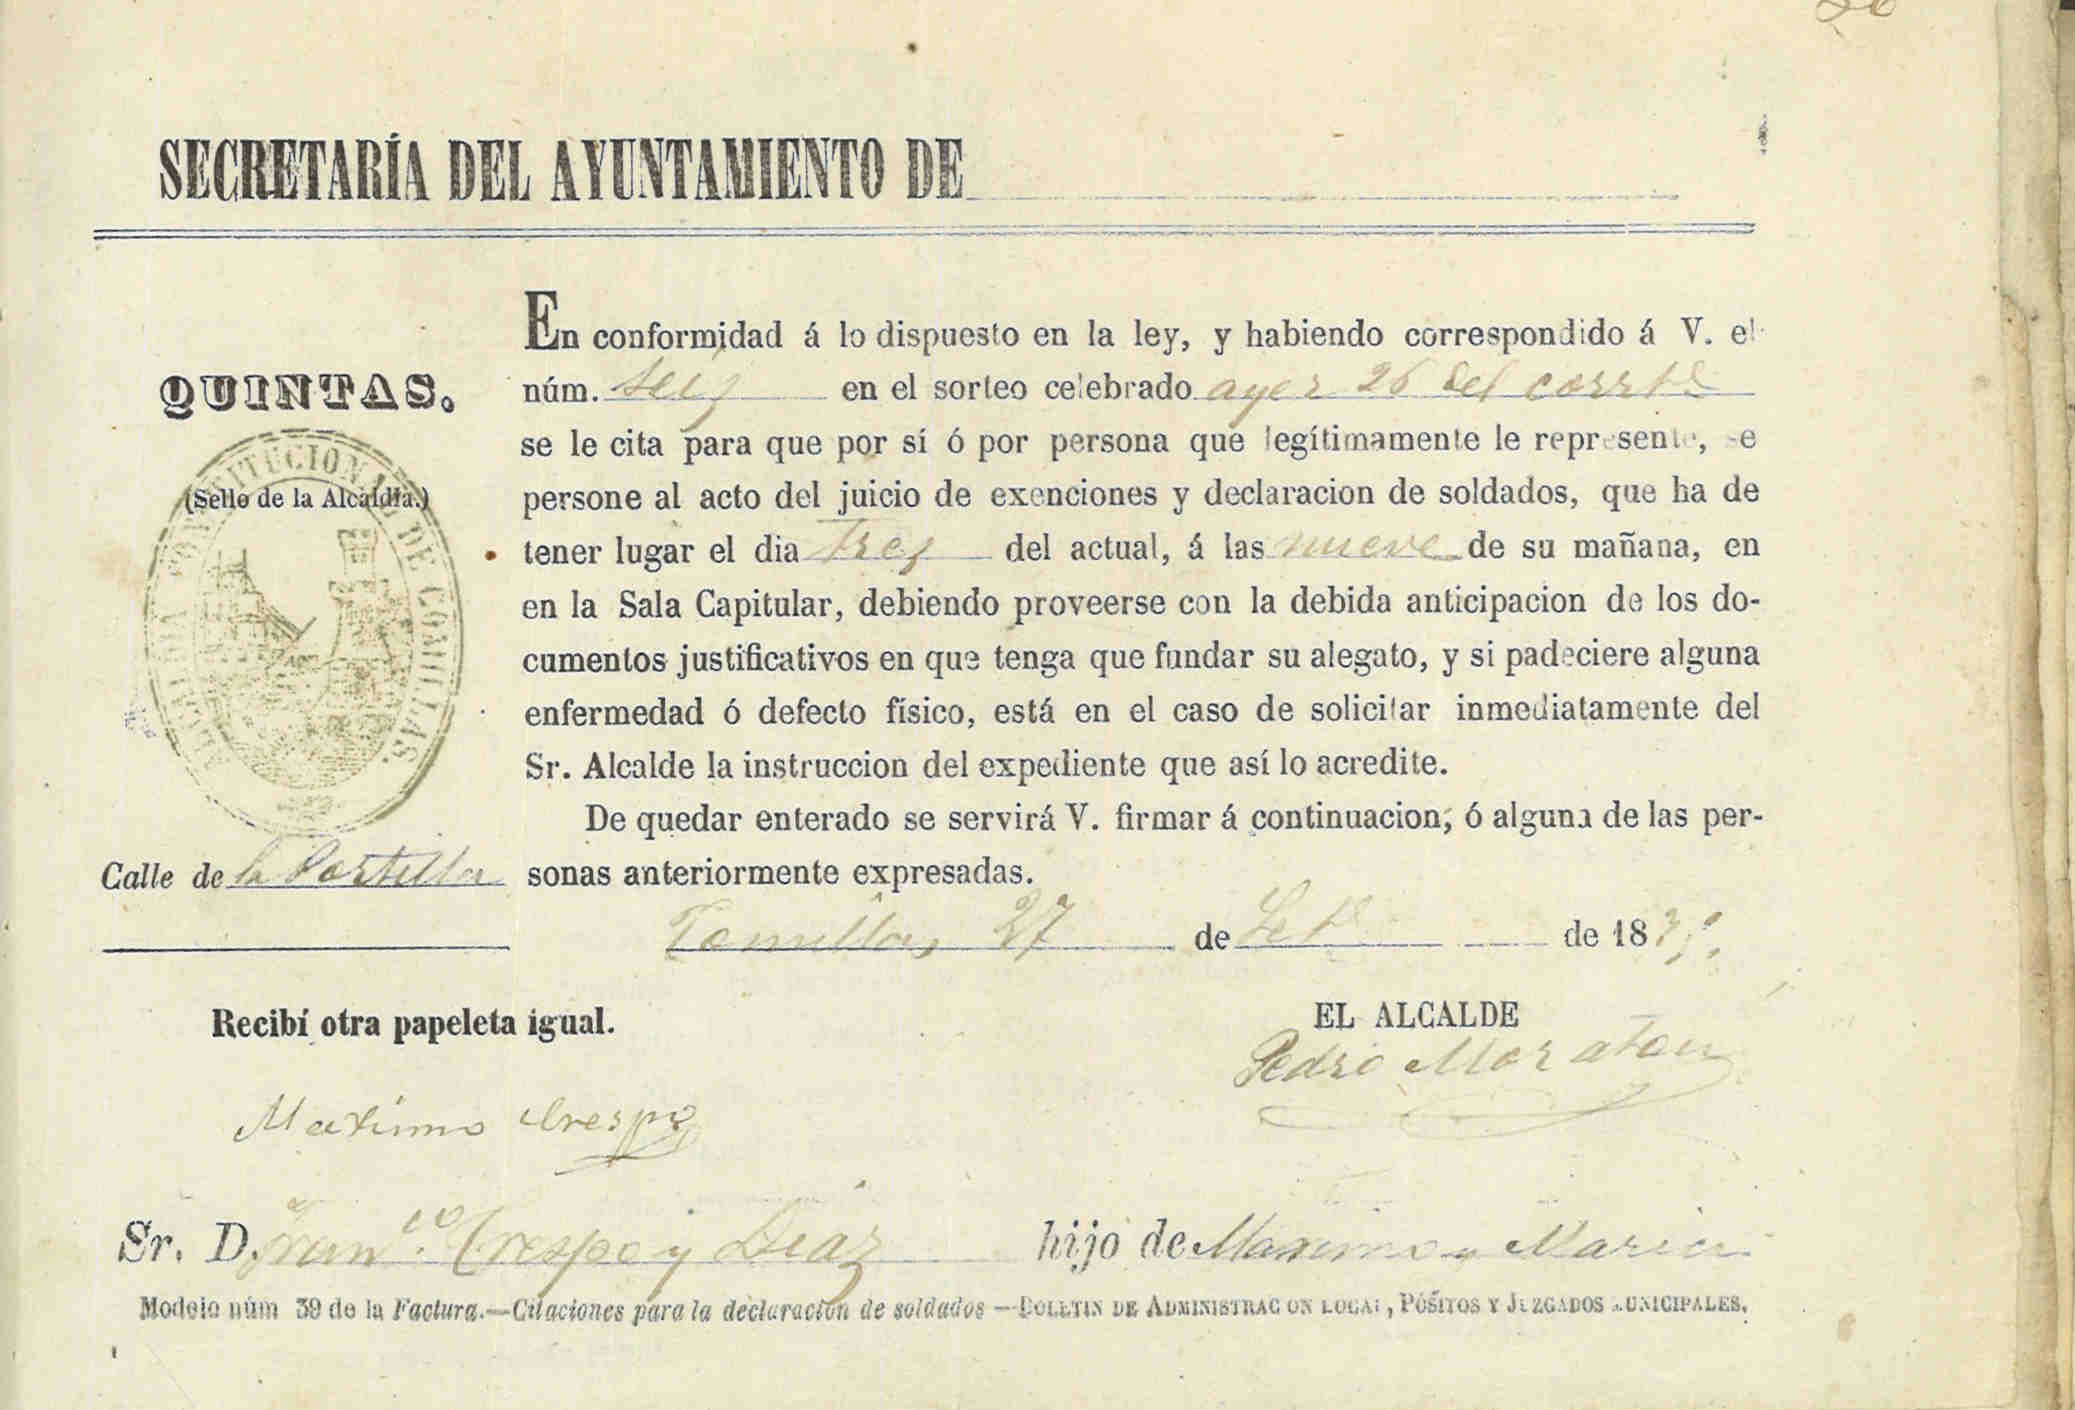 SECRETARÍA DEL AYUNTAMIENTO DE
QUINTAS.
(Sello de la Alcaldía.)
DE COMILLAS.
En conformidad á lo dispuesto en la ley, y habiendo correspondido á V. el
núm. seis en el sorteo celebrado ayer 26 del corrte
se le cita para que por sí ó por persona que legítimamente le represente, se
persone al acto del juicio de exenciones y declaracion de soldados, que ha de
tener lugar el dia Tres del actual, á las nueve de su mañana, en
en la Sala Capitular, debiendo proveerse con la debida anticipacion de los do-
cumentos justificativos en que tenga que fundar su alegato, y si padeciere alguna
enfermedad ó defecto físico, está en el caso de solicitar inmediatamente del
Sr. Alcalde la instruccion del expediente que así lo acredite.
De quedar enterado se servirá V. firmar á continuacion, ó alguna de las per-
sonas anteriormente expresadas.
Calle de la Portilla
Comillas, 27 de Set.e de 18
Recibí otra papeleta igual.
EL ALCALDE
Pedro Moraton
Maximo Crespo
Sr. D. Franco. Crespo y Diaz hijo de Maximo y Maria
Modelo núm 39 de la Factura.—Citaciones para la declaracion de soldados—BOLETIN DE ADMINISTRACION LOCAL, PÓSITOS Y JUZGADOS MUNICIPALES.